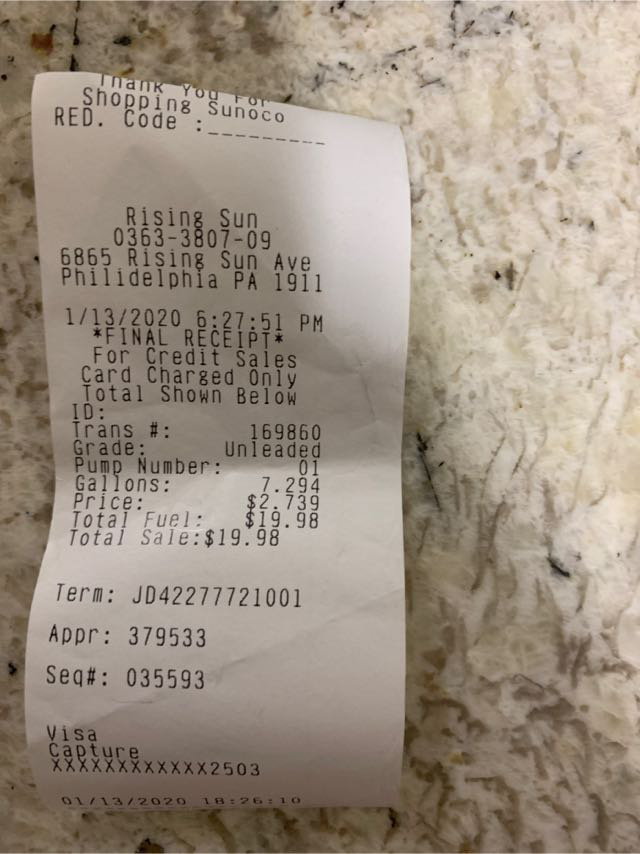 Thank You For
Shopping Sunoco
RED. Code :__________
Rising Sun
0363-3807-09
6865 Rising Sun Ave
Philidelphia PA 1911
1/13/2020 6:27:51 PM
*FINAL RECEIPT*
For Credit Sales
Card Charged Only
Total Shown Below
ID:
Trans #: 169860
Grade: Unleaded
Pump Number: 01
Gallons: 7.294
Price: $2.739
Total Fuel: $19.98
Total Sale:$19.98
Term: JD42277721001
Appr: 379533
Seq#: 035593
Visa
Capture
XXXXXXXXXXXX2503
01/13/2020 18:26:10